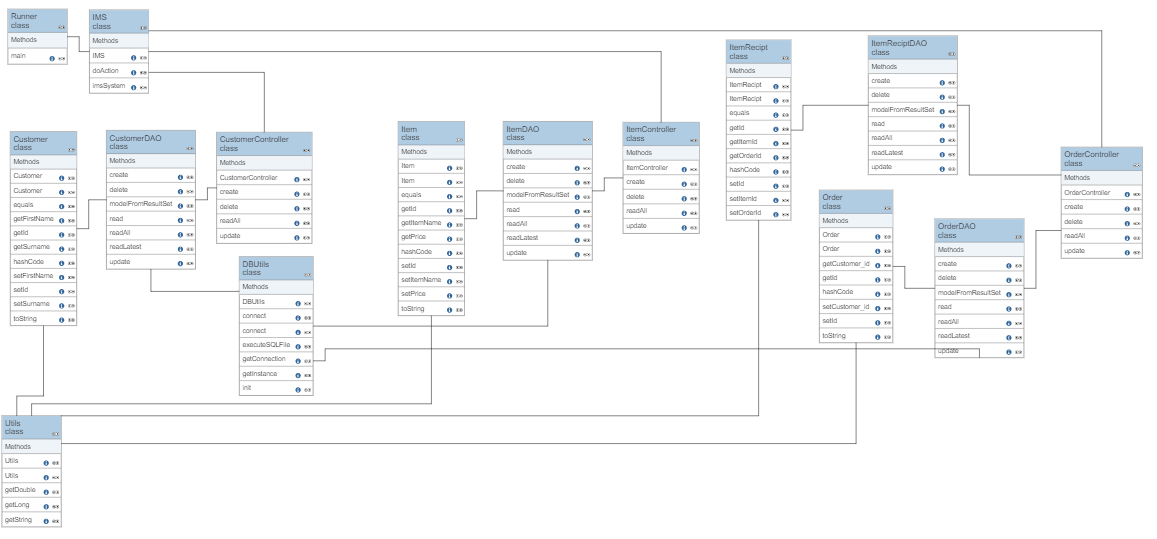 Runner
class
Methods
main
IMS
class
Methods
IMS
doAction
imsSystem
Customer
class
Methods
Customer
Customer
equals
getFirstName
getId
getSurname
hashCode
setFirstName
setId
setSurname
toString
CustomerDAO
class
Methods
create
delete
modelFromResultSet
read
readAll
readLatest
update
CustomerController
class
Methods
CustomerController
create
delete
readAll
update
DBUtils
class
Methods
DBUtils
connect
connect
executeSQLFile
getConnection
getInstance
init
Item
class
Methods
Item
Item
equals
getId
getItemName
getPrice
hashCode
setId
setItemName
setPrice
toString
ItemDAO
class
Methods
create
delete
modelFromResultSet
read
readAll
readLatest
update
ItemController
class
Methods
ItemController
create
delete
readAll
update
ItemRecipt
class
Methods
ItemRecipt
ItemRecipt
equals
getId
getItemId
getOrderId
hashCode
setId
setItemId
setOrderId
ItemReciptDAO
class
Methods
create
delete
modelFromResultSet
read
readAll
readLatest
update
Order
class
Methods
Order
Order
getCustomer_id
getId
hashCode
setCustomer_id
setId
toString
OrderDAO
class
Methods
create
delete
modelFromResultSet
read
readAll
readLatest
update
OrderController
class
Methods
OrderController
create
delete
readAll
update
Utils
class
Methods
Utils
Utils
getDouble
getLong
getString